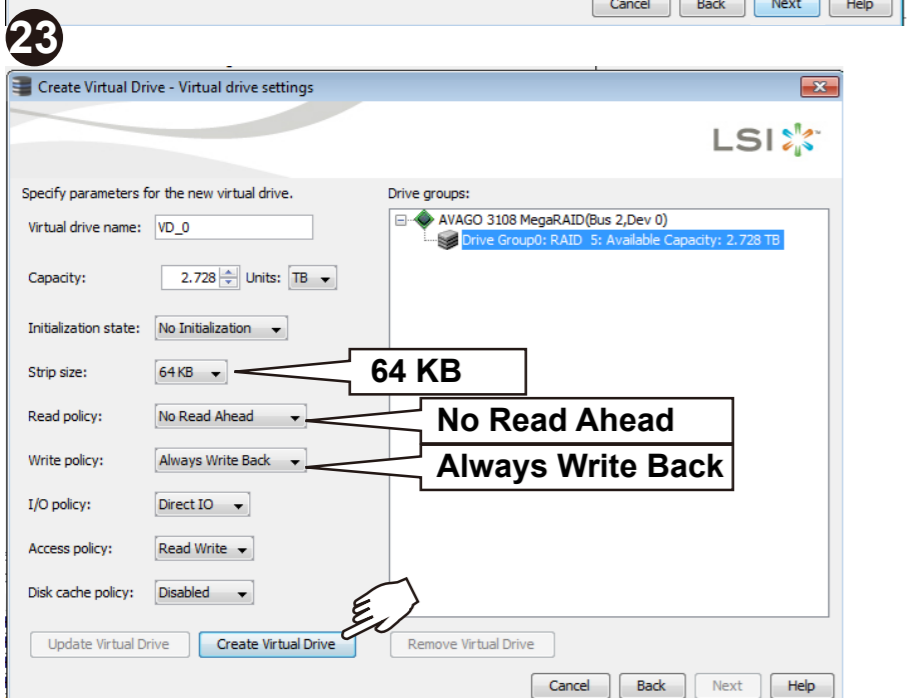 Cancel Back Next Help
23
Create Virtual Drive - Virtual drive settings
LSI
Specify parameters for the new virtual drive.
Drive groups:
Virtual drive name: VD_0
AVAGO 3108 MegaRAID(Bus 2,Dev 0)
Drive Group0: RAID 5: Available Capacity: 2.728 TB
Capacity: 2.728 Units: TB
Initialization state: No Initialization
Strip size: 64 KB
64 KB
Read policy: No Read Ahead
No Read Ahead
Write policy: Always Write Back
Always Write Back
I/O policy: Direct IO
Access policy: Read Write
Disk cache policy: Disabled
Update Virtual Drive Create Virtual Drive Remove Virtual Drive
Cancel Back Next Help